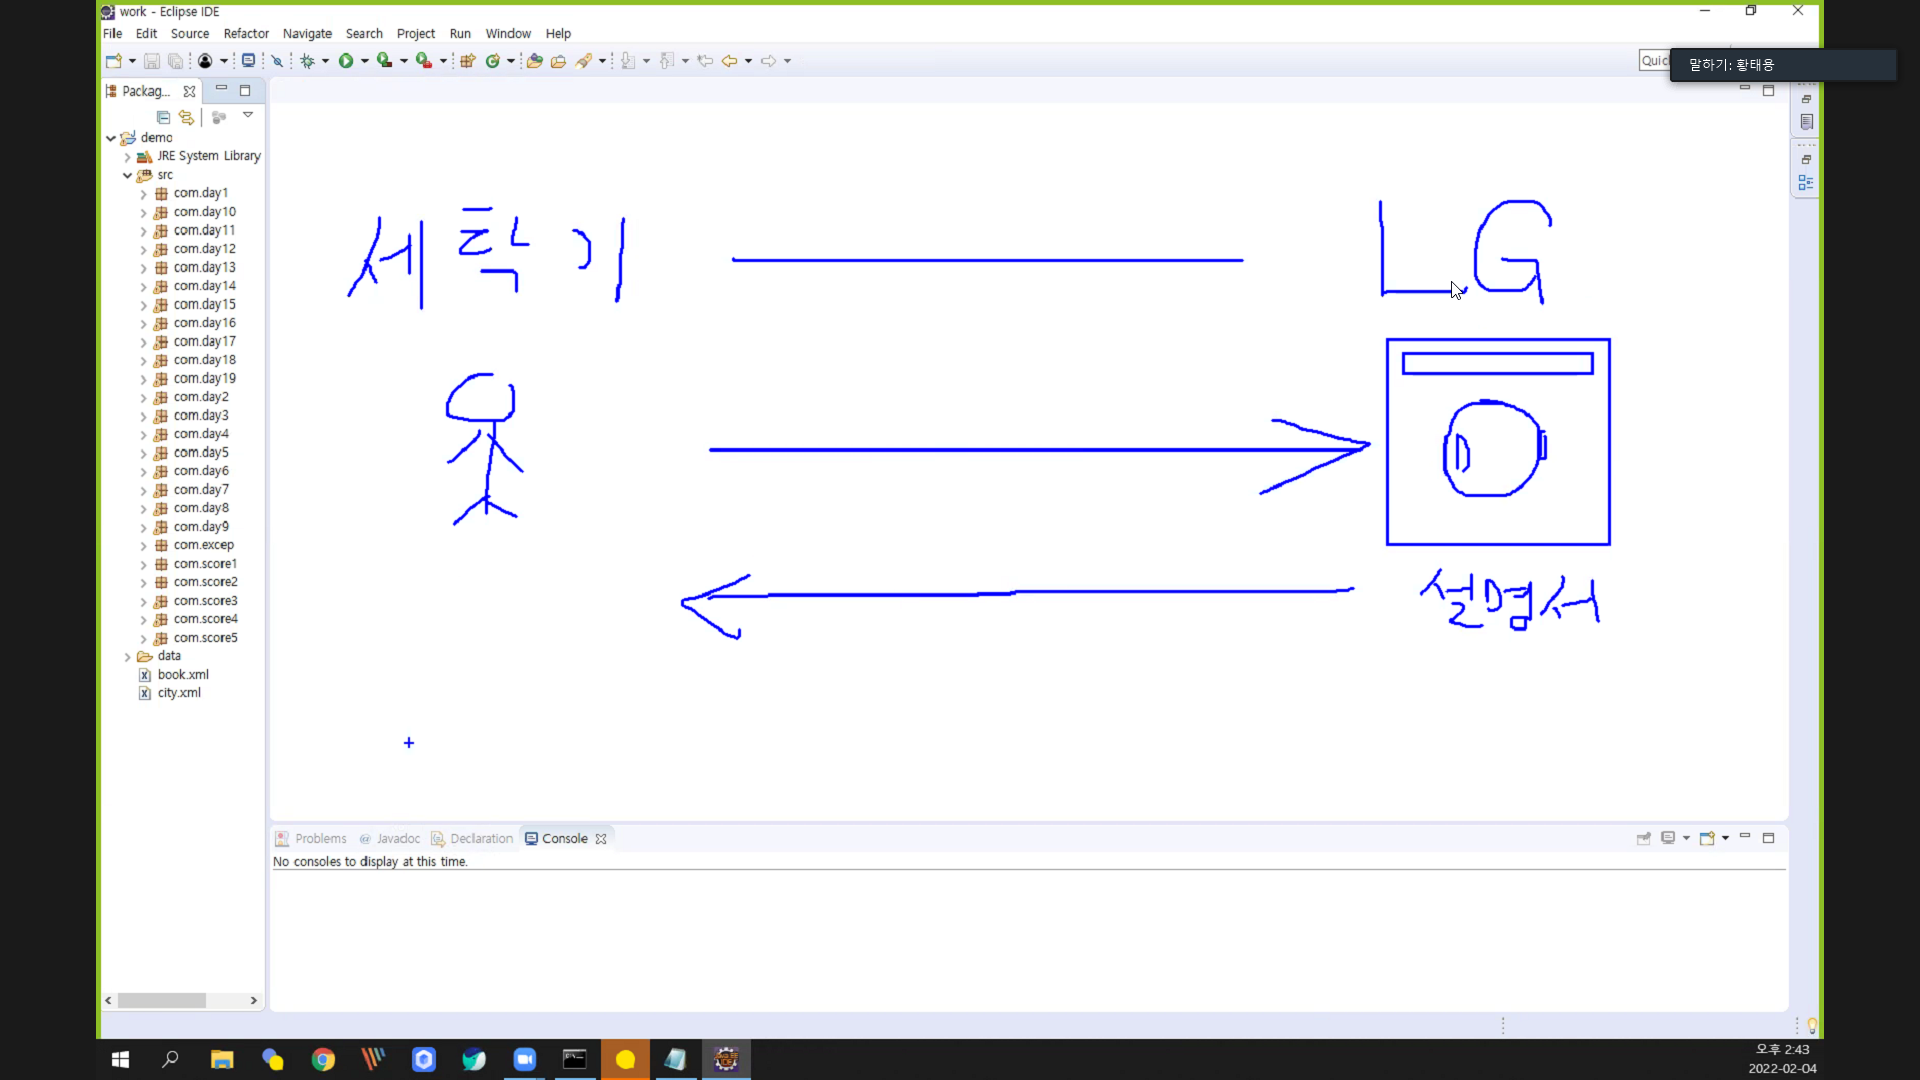 work - Eclipse IDE
File Edit Source Refactor Navigate Search Project Run Window Help
말하기: 황태용
Packag...
demo
JRE System Library
src
com.day1
com.day10
com.day11
com.day12
com.day13
com.day14
com.day15
com.day16
com.day17
com.day18
com.day19
com.day2
com.day3
com.day4
com.day5
com.day6
com.day7
com.day8
com.day9
com.excep
com.score1
com.score2
com.score3
com.score4
com.score5
data
book.xml
city.xml
세탁기 LG
설명서
Problems Javadoc Declaration Console
No consoles to display at this time.
오후 2:43
2022-02-04